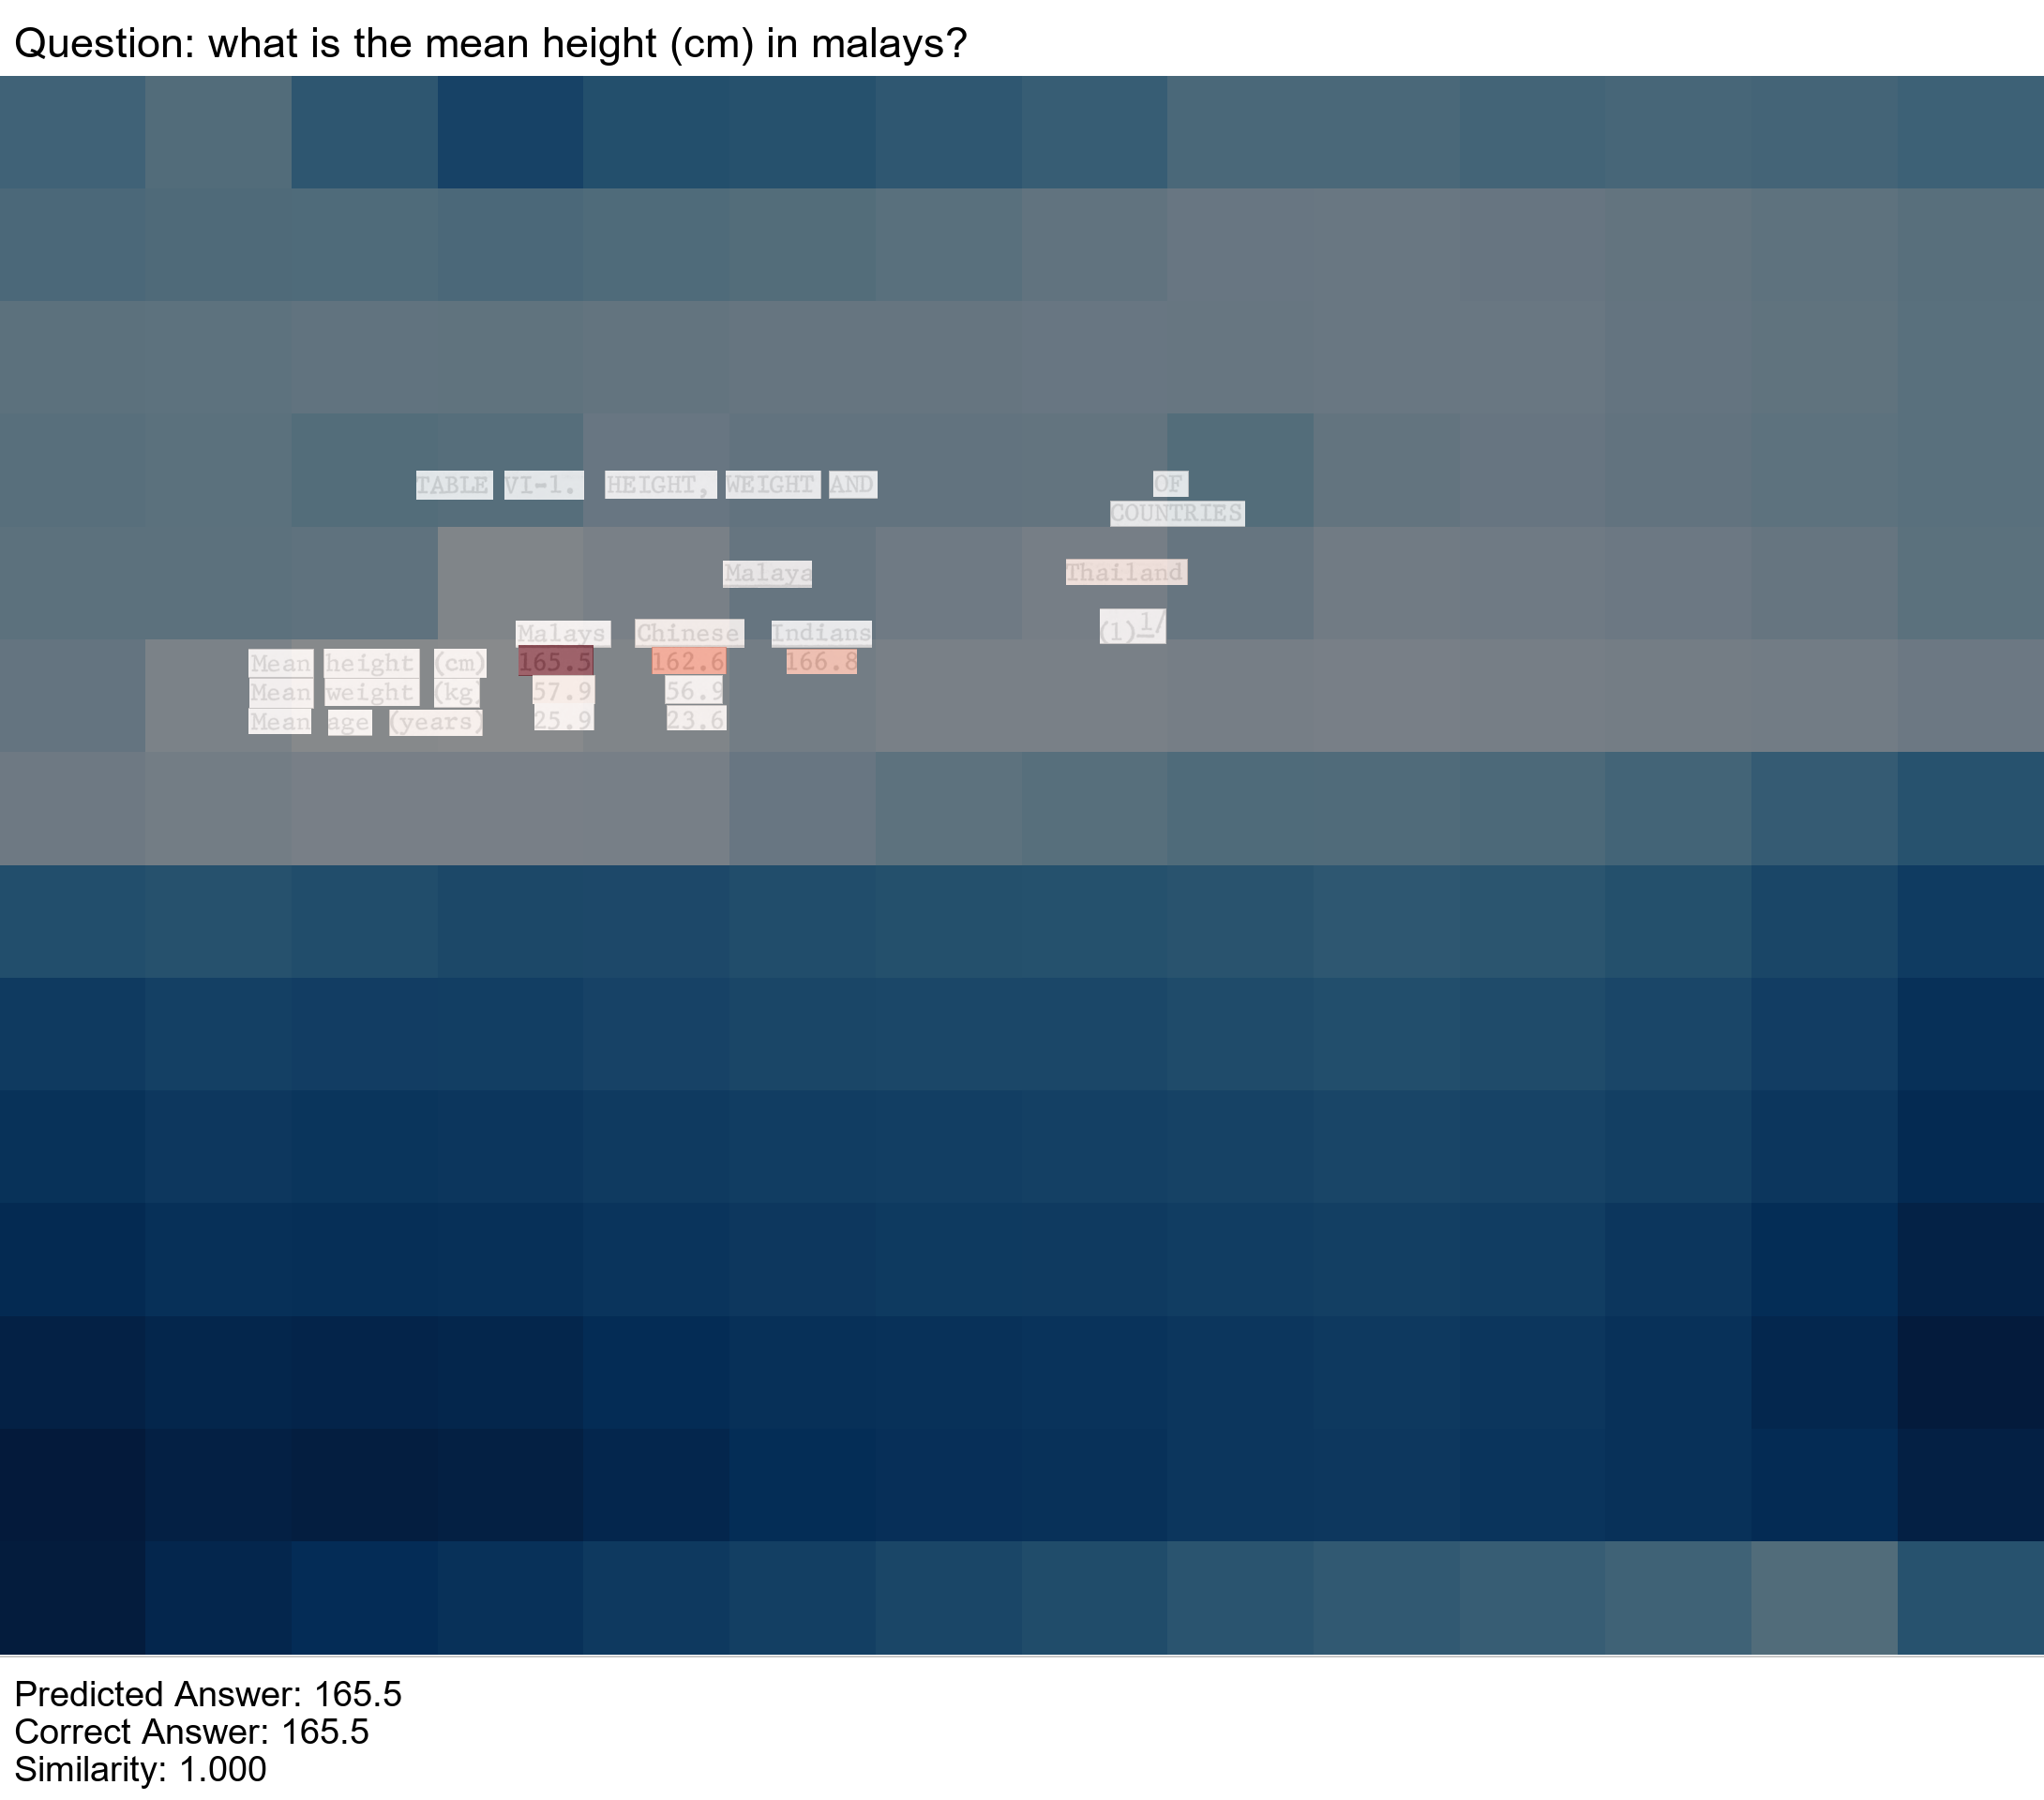 Question: what is the mean height (cm) in malays?
TABLE VI-1. HEIGHT, WEIGHT AND OF
COUNTRIES
Malaya Thailand
Malays Chinese Indians (1)1/
Mean height (cm) 165.5 162.6 166.8
Mean weight (kg) 57.9 56.9
Mean age (years) 25.9 23.6
Predicted Answer: 165.5
Correct Answer: 165.5
Similarity: 1.000